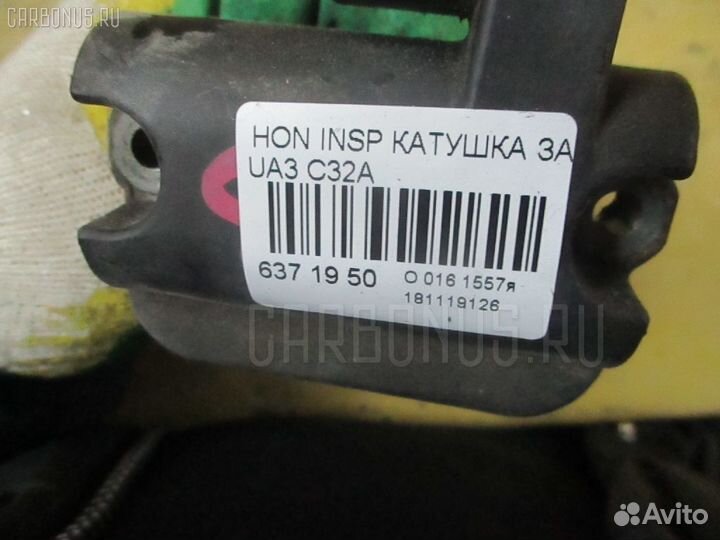 CARBONUS.RU
HON INSP КАТУШКА ЗА
UA3 C32A
637 19 50
O 016 1557я
181119126
CARBONUS.RU
Avito